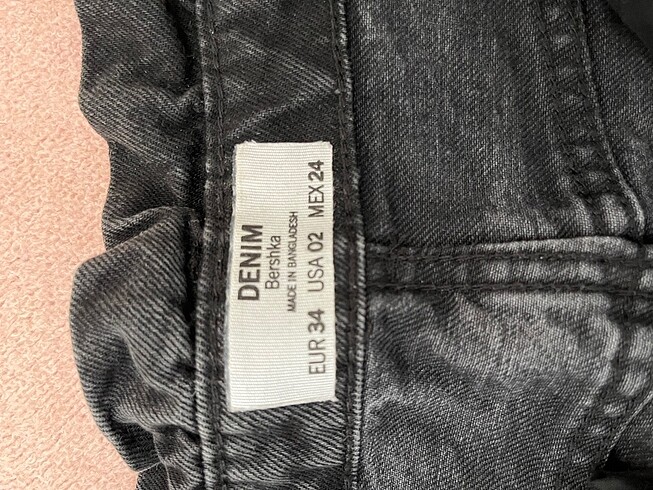 DENIM
Bershka
MADE IN BANGLADESH
EUR 34 USA 02 MEX 24